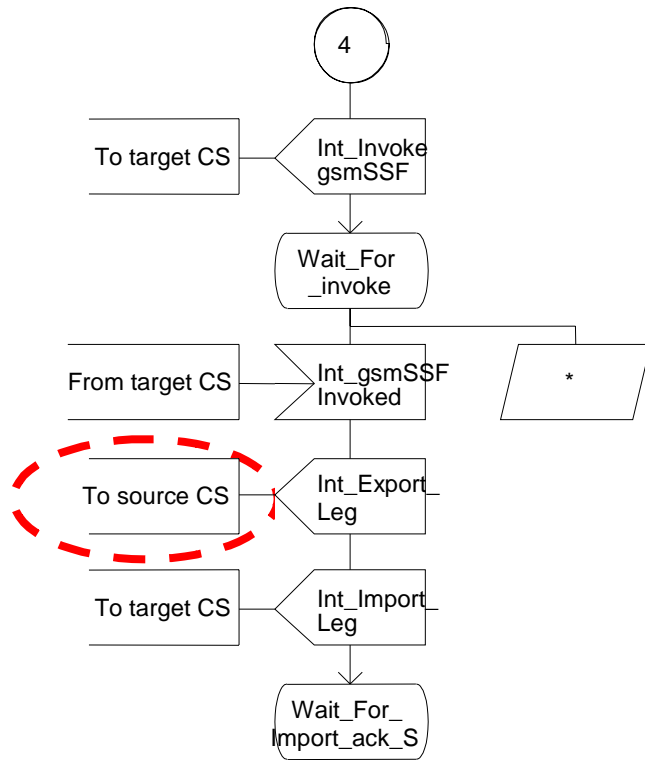 4
To target CS
Int_Invoke
gsmSSF
Wait_For
_invoke
From target CS
Int_gsmSSF
Invoked
*
To source CS
Int_Export_
Leg
To target CS
Int_Import_
Leg
Wait_For_
Import_ack_S